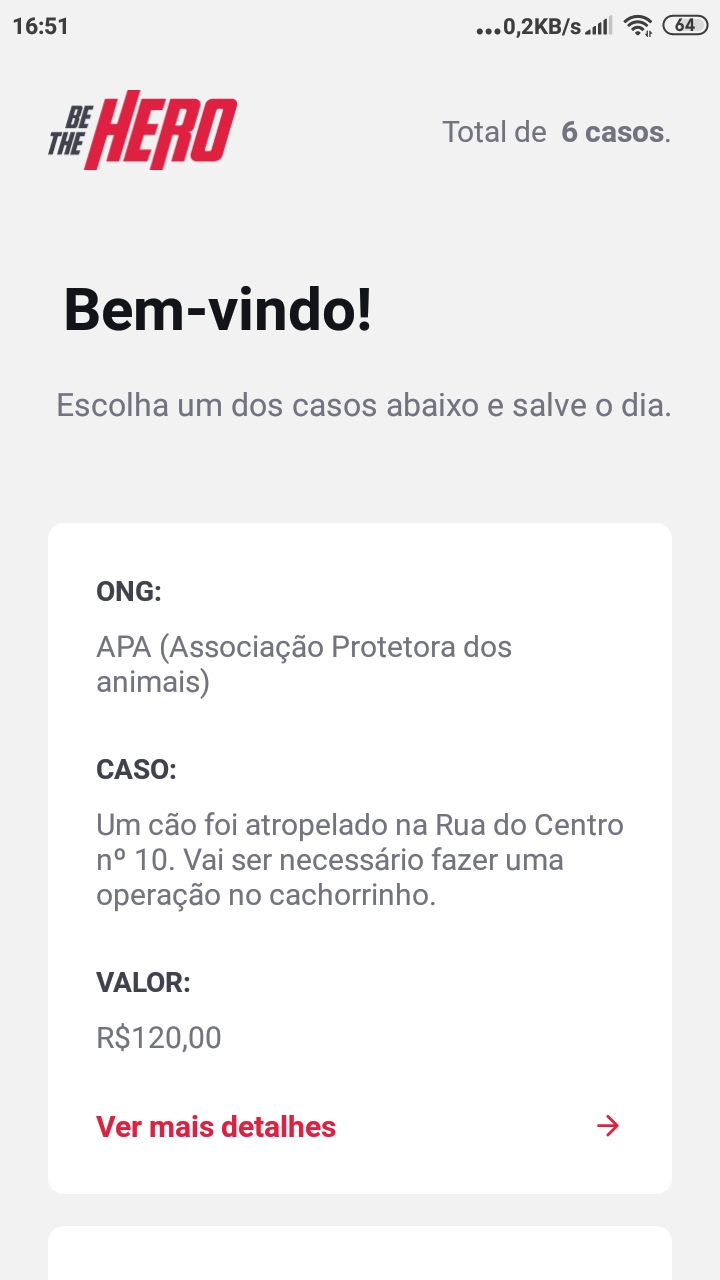 16:51
...0,2KB/s
64
BE
THE
HERO
Total de 6 casos.
Bem-vindo!
Escolha um dos casos abaixo e salve o dia.
ONG:
APA (Associação Protetora dos
animais)
CASO:
Um cão foi atropelado na Rua do Centro
nº 10. Vai ser necessário fazer uma
operação no cachorrinho.
VALOR:
R$120,00
Ver mais detalhes